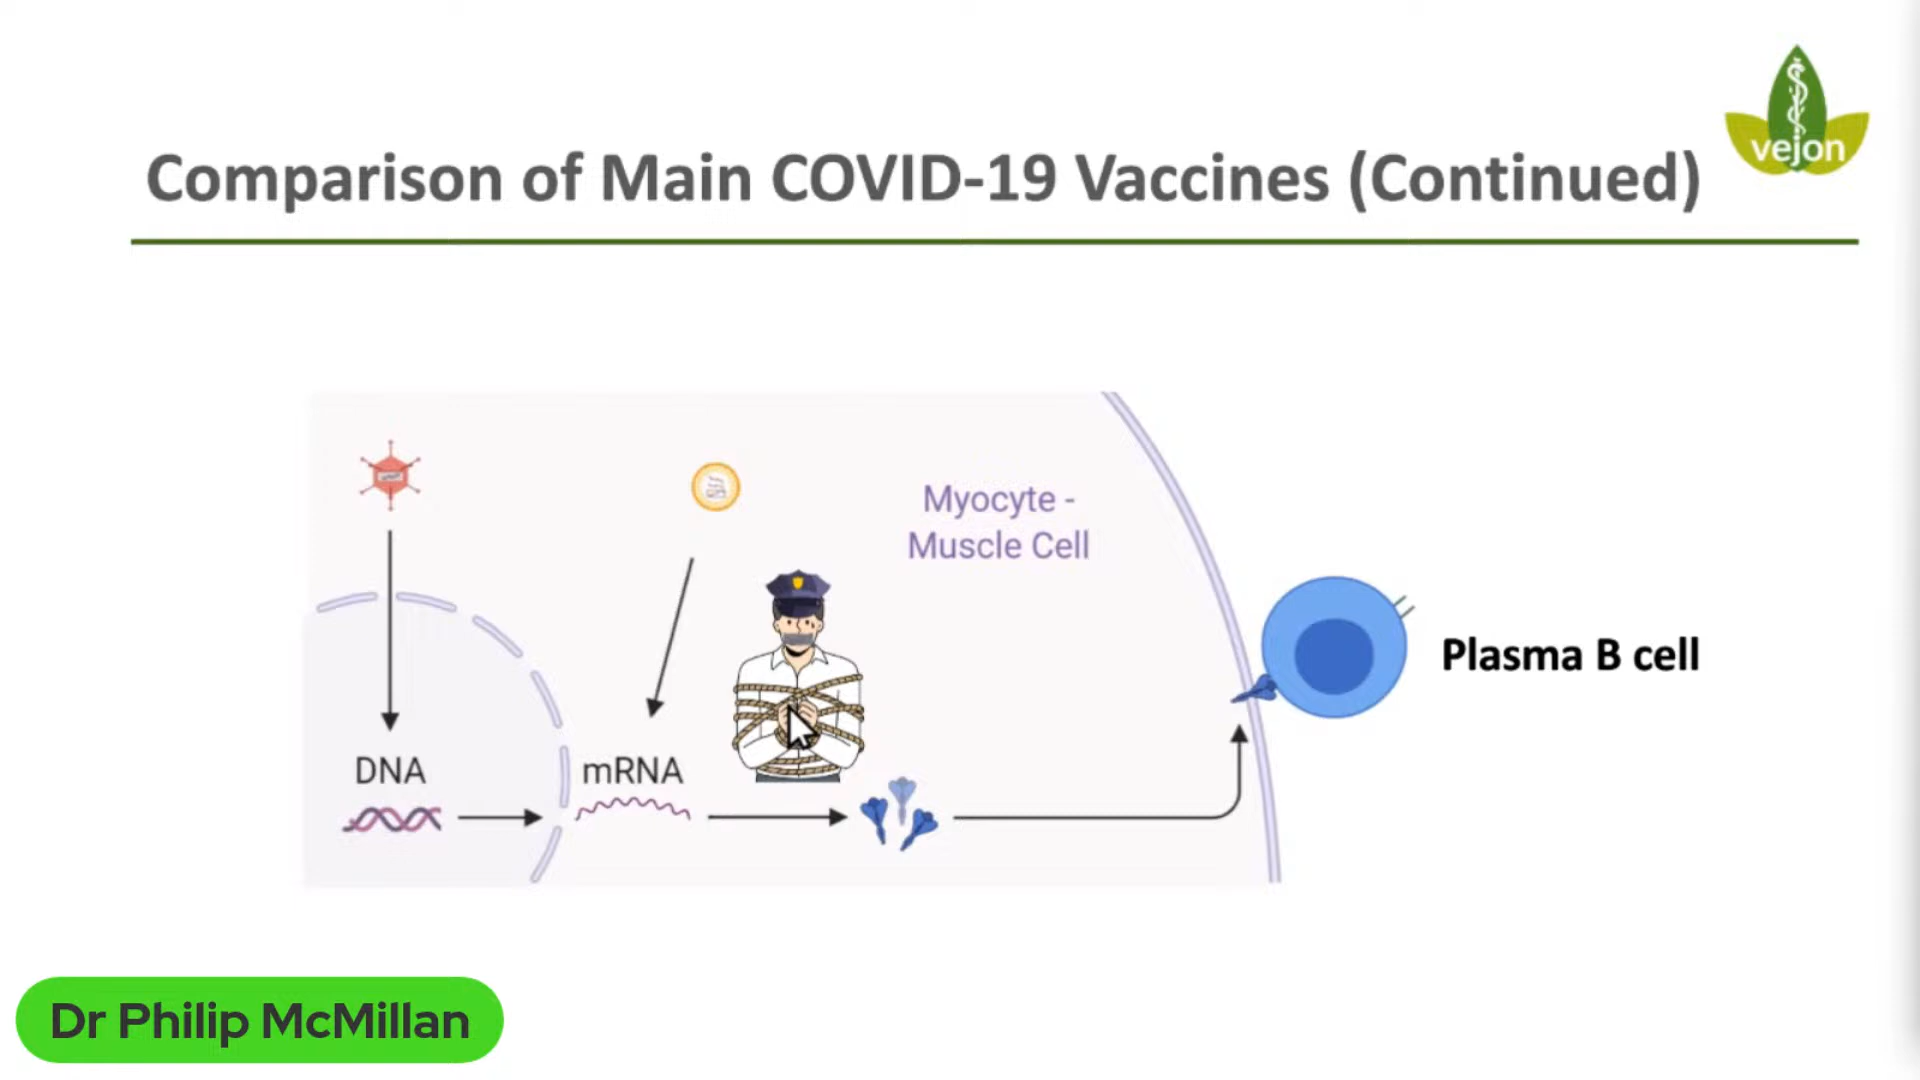 vejon
Comparison of Main COVID-19 Vaccines (Continued)
Myocyte -
Muscle Cell
Plasma B cell
DNA
mRNA
Dr Philip McMillan